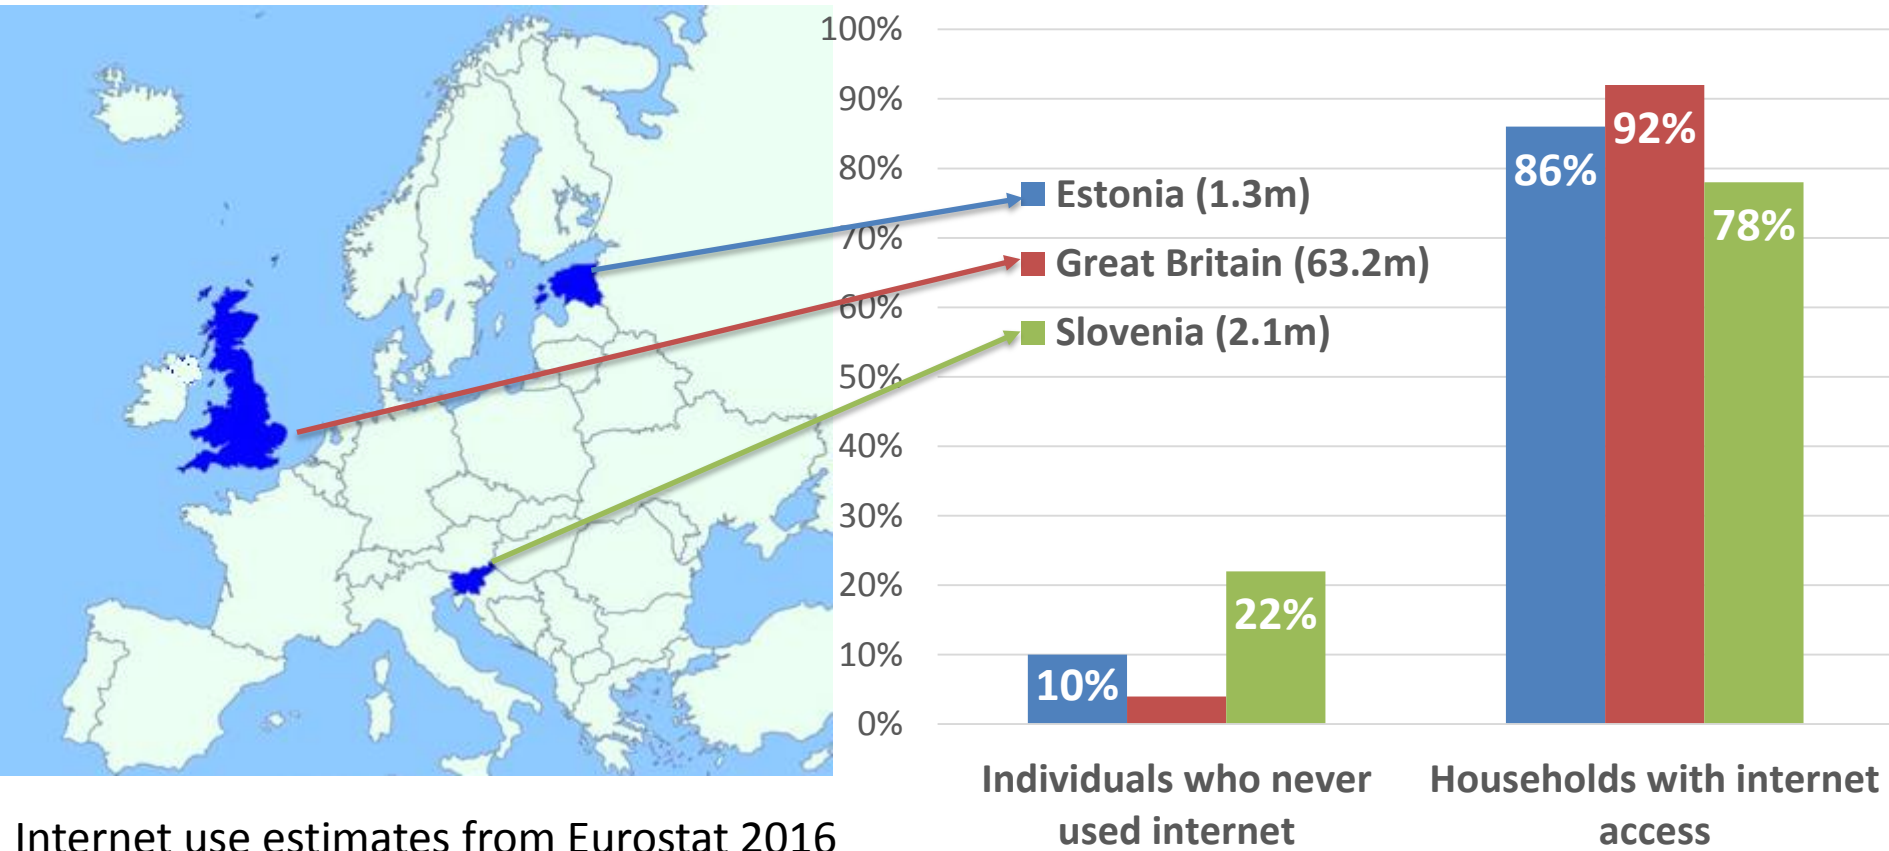 100%
90%
80%
70%
60%
50%
40%
30%
20%
10%
0%
Estonia (1.3m)
Great Britain (63.2m)
Slovenia (2.1m)
10%
22%
86%
92%
78%
Individuals who never
used internet
Households with internet
access
Internet use estimates from Eurostat 2016